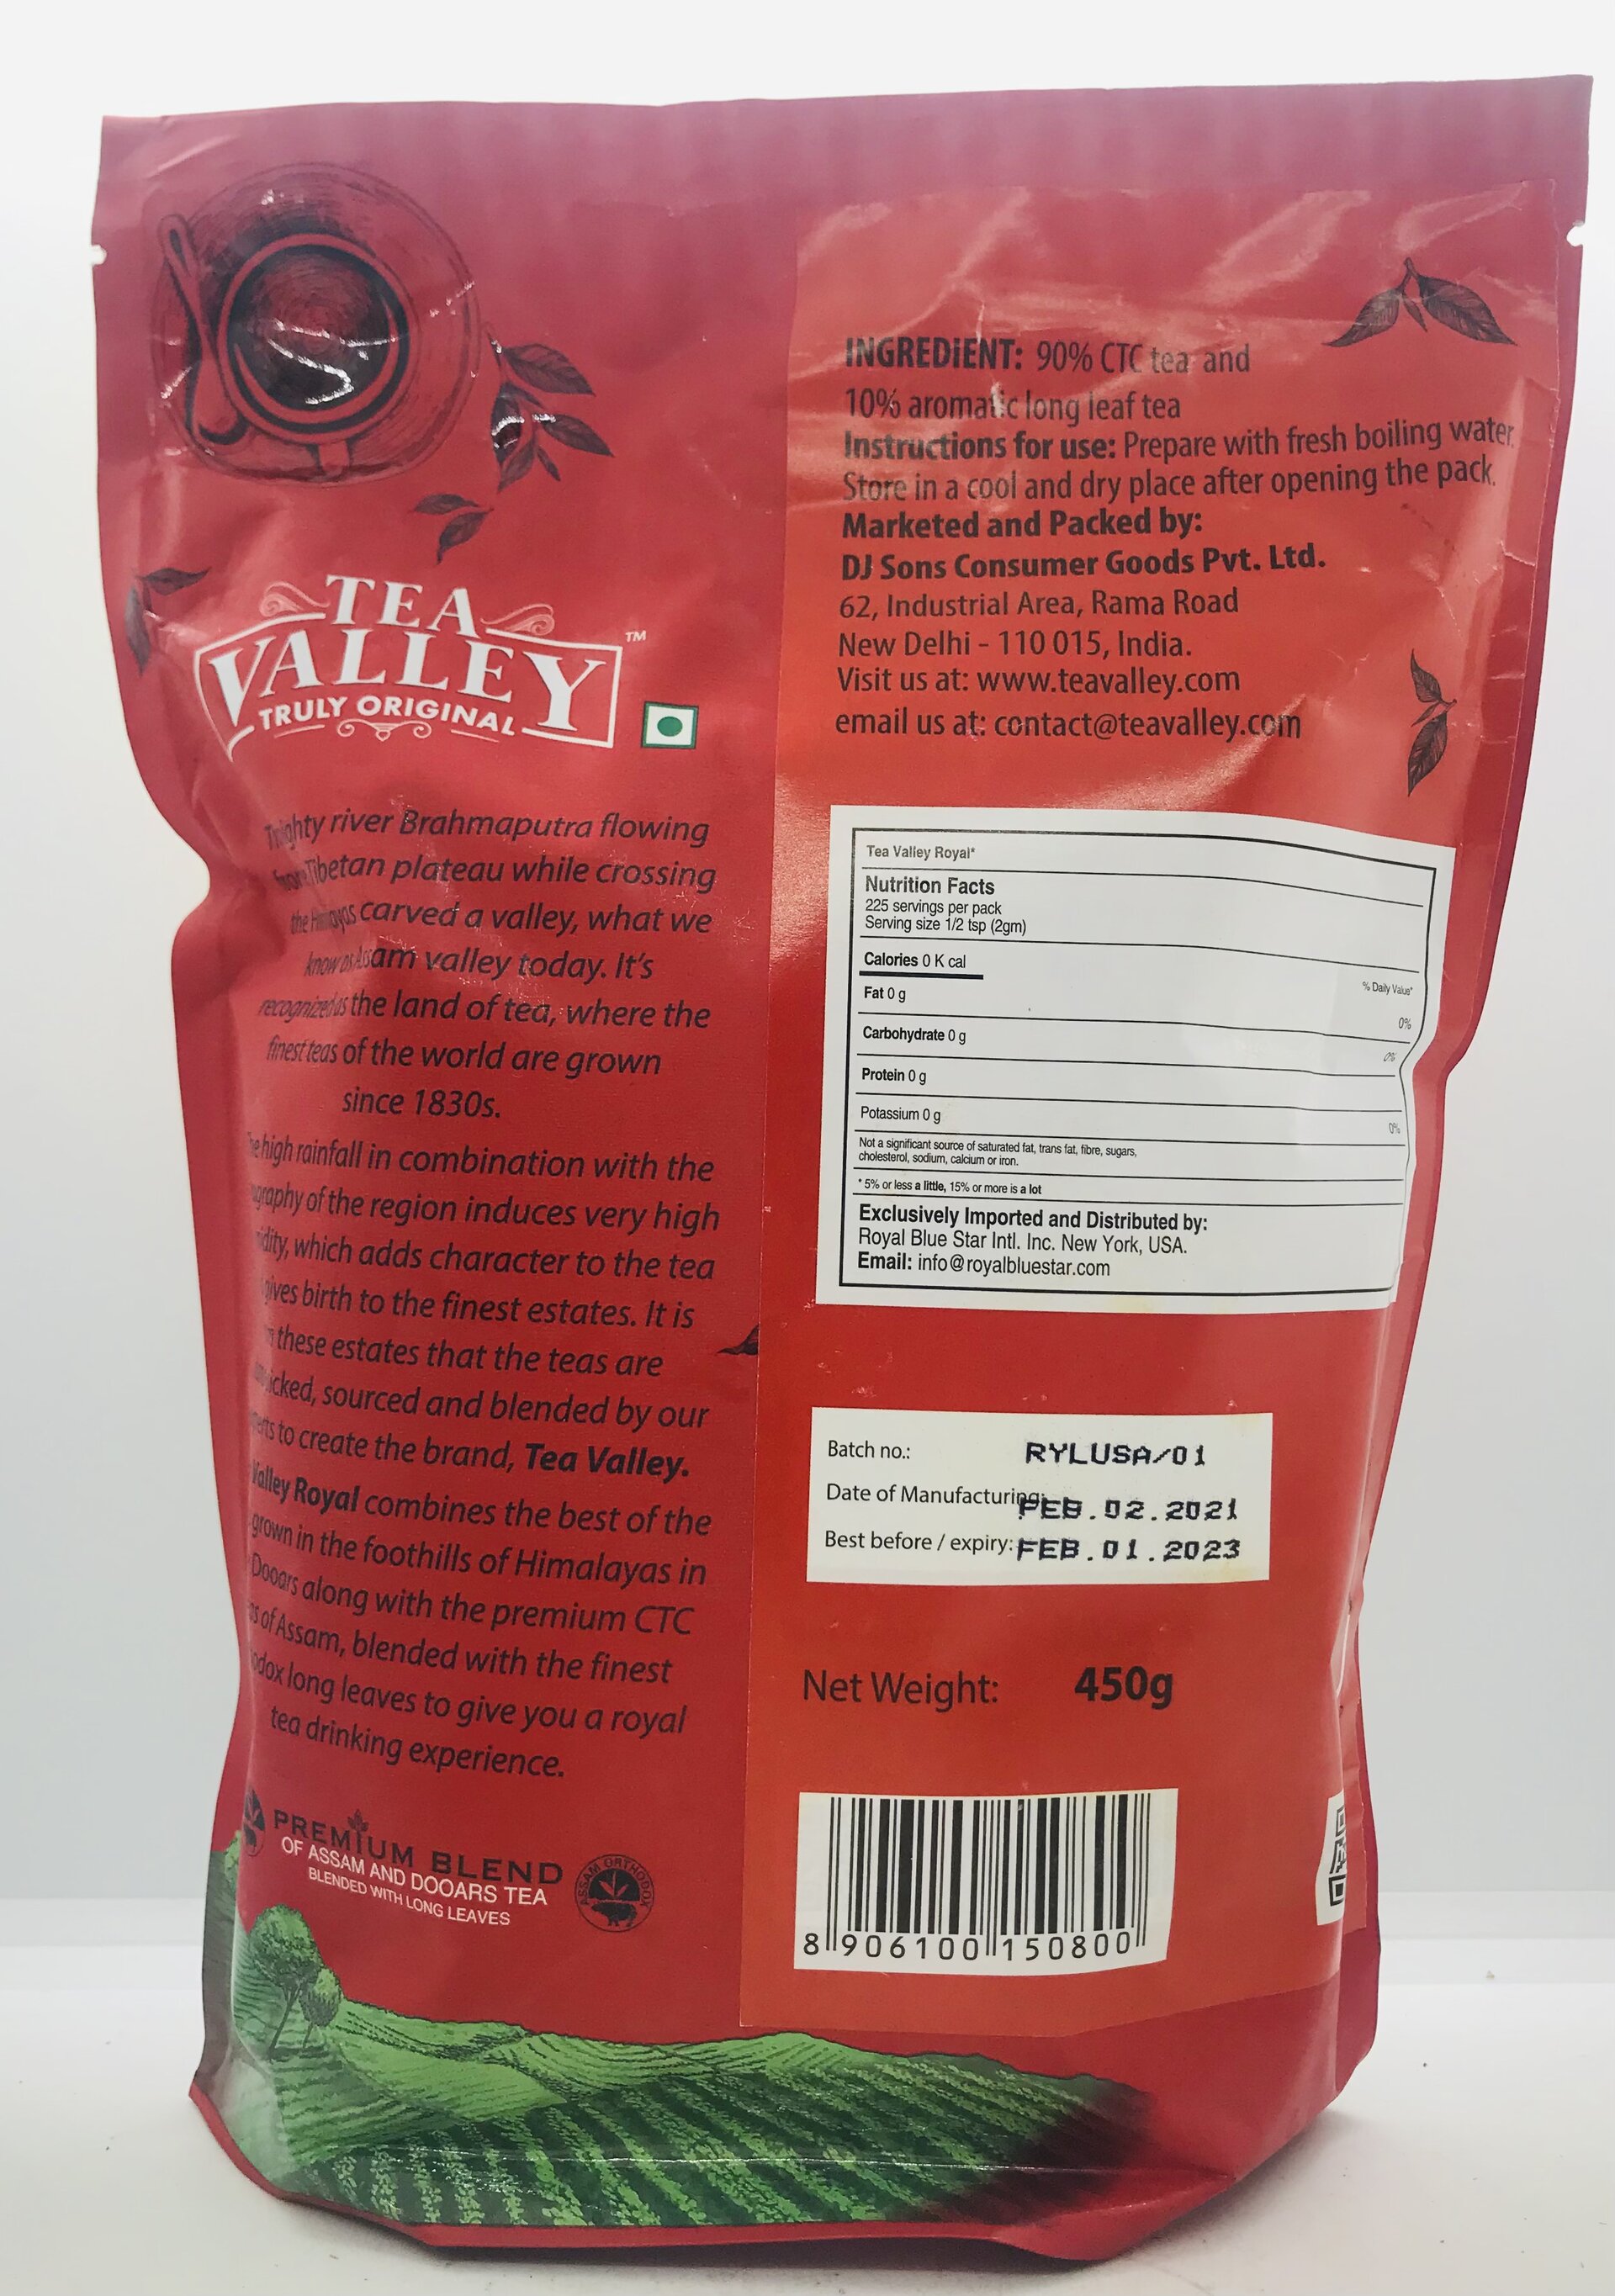 TEA
VALLEY
TM
TRULY ORIGINAL
river Brahmaputra flowing
Tibetan plateau while crossing
the carved a valley, what we
know as Assam valley today. It's
recognized as the land of tea, where the
finest teas of the world are grown
since 1830s.
high rainfall in combination with the
of the region induces very high
which adds character to the tea
gives birth to the finest estates. It is
these estates that the teas are
sourced and blended by our
to create the brand, Tea Valley.
Valley Royal combines the best of the
grown in the foothills of Himalayas in
Dooars along with the premium CTC
of Assam, blended with the finest
long leaves to give you a royal
tea drinking experience.
PREMIUM BLEND
OF ASSAM AND DOOARS TEA
BLENDED WITH LONG LEAVES
ASSAM ORTHODOX
INGREDIENT: 90% CTC tea and
10% aromatic long leaf tea
Instructions for use: Prepare with fresh boiling water.
Store in a cool and dry place after opening the pack.
Marketed and Packed by:
DJ Sons Consumer Goods Pvt. Ltd.
62, Industrial Area, Rama Road
New Delhi - 110 015, India.
Visit us at: www.teavalley.com
email us at: contact@teavalley.com
Tea Valley Royal*
Nutrition Facts
225 servings per pack
Serving size 1/2 tsp (2gm)
Calories 0 K cal
% Daily Value*
Fat 0 g 0%
Carbohydrate 0 g 0%
Protein 0 g
Potassium 0 g 0%
Not a significant source of saturated fat, trans fat, fibre, sugars,
cholesterol, sodium, calcium or iron.
* 5% or less a little, 15% or more is a lot
Exclusively Imported and Distributed by:
Royal Blue Star Intl. Inc. New York, USA.
Email: info@royalbluestar.com
Batch no.: RYLUSA/01
Date of Manufacturing: FEB.02.2021
Best before / expiry: FEB.01.2023
Net Weight: 450g
8 906100 150800